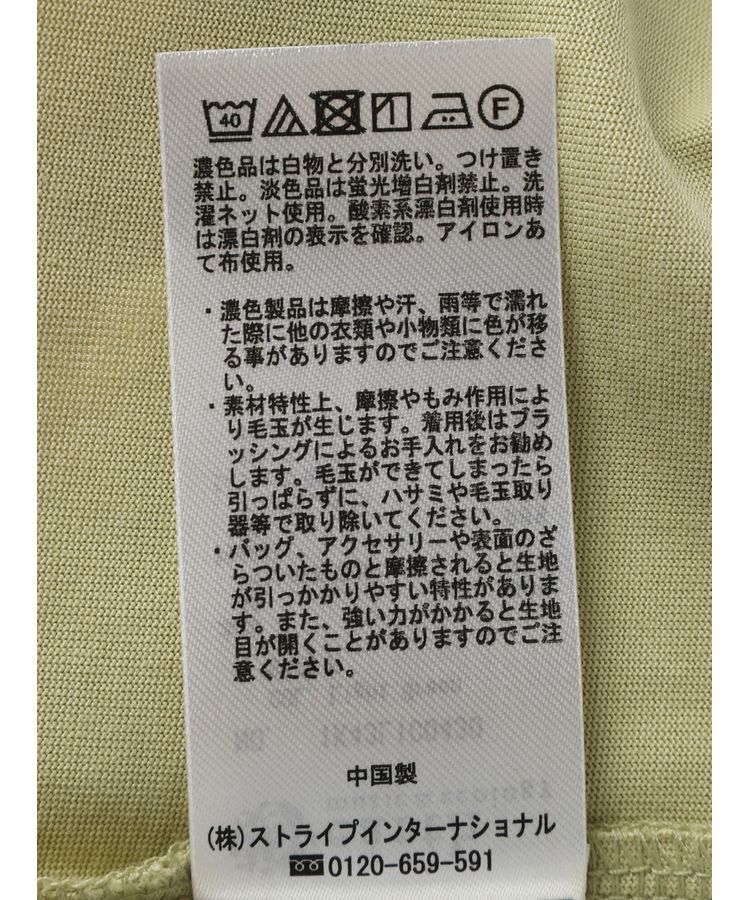 40 F
濃色品は白物と分別洗い。つけ置き
禁止。淡色品は蛍光増白剤禁止。洗
濯ネット使用。酸素系漂白剤使用時
は漂白剤の表示を確認。アイロンあ
て布使用。
・濃色製品は摩擦や汗、雨等で濡れ
た際に他の衣類や小物類に色が移
る事がありますのでご注意くださ
い。
・素材特性上、摩擦やもみ作用によ
り毛玉が生じます。着用後はブラ
ッシングによるお手入れをお勧め
します。毛玉ができてしまったら
引っぱらずに、ハサミや毛玉取り
器等で取り除いてください。
・バッグ、アクセサリーや表面のざ
らついたものと摩擦されると生地
が引っかかりやすい特性がありま
す。また、強い力がかかると生地
目が開くことがありますのでご注
意ください。
中国製
(株)ストライプインターナショナル
0120-659-591